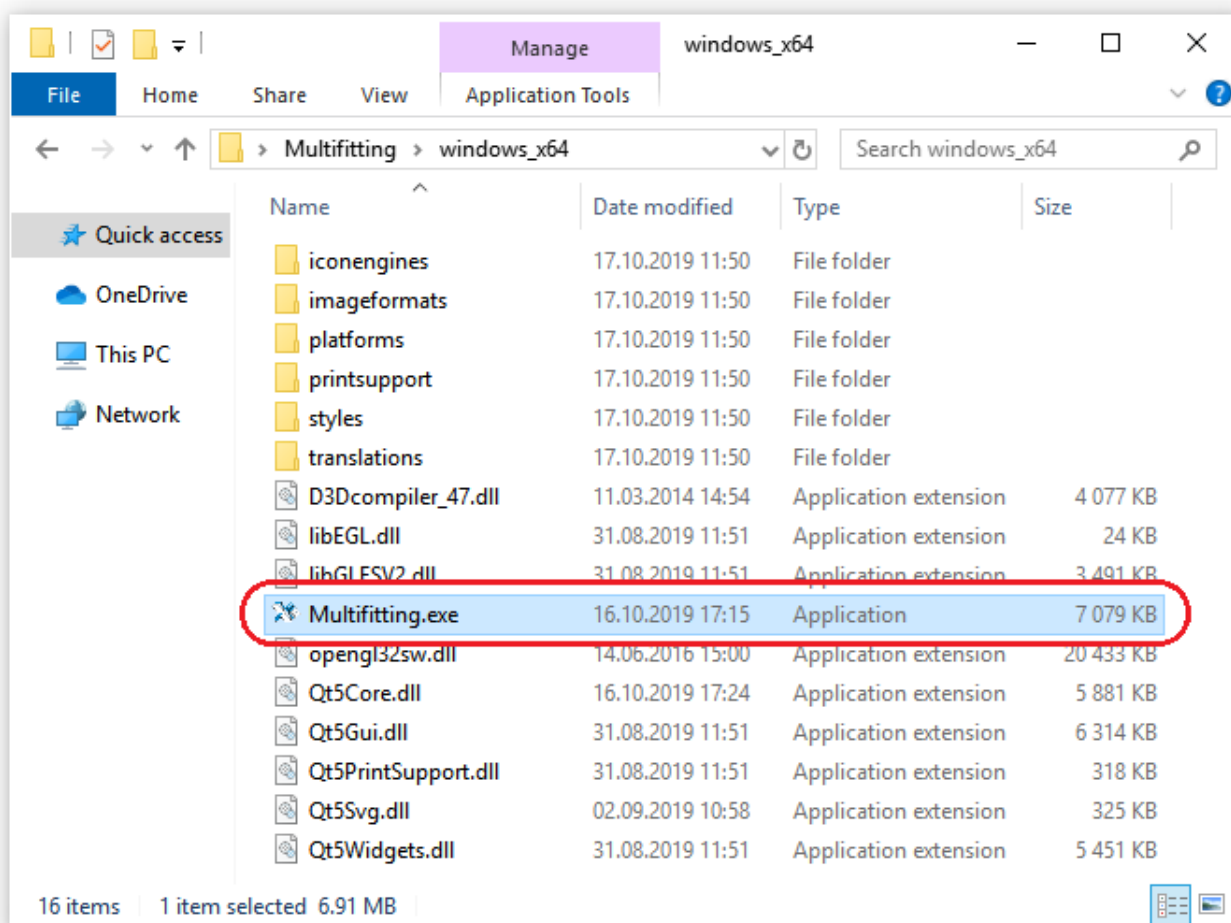 Manage windows_x64
File Home Share View Application Tools
Multifitting windows_x64 Search windows_x64
Name Date modified Type Size
Quick access
OneDrive
This PC
Network
iconengines 17.10.2019 11:50 File folder
imageformats 17.10.2019 11:50 File folder
platforms 17.10.2019 11:50 File folder
printsupport 17.10.2019 11:50 File folder
styles 17.10.2019 11:50 File folder
translations 17.10.2019 11:50 File folder
D3Dcompiler_47.dll 11.03.2014 14:54 Application extension 4 077 KB
libEGL.dll 31.08.2019 11:51 Application extension 24 KB
libGLESV2.dll 31.08.2019 11:51 Application extension 3 491 KB
Multifitting.exe 16.10.2019 17:15 Application 7 079 KB
opengl32sw.dll 14.06.2016 15:00 Application extension 20 433 KB
Qt5Core.dll 16.10.2019 17:24 Application extension 5 881 KB
Qt5Gui.dll 31.08.2019 11:51 Application extension 6 314 KB
Qt5PrintSupport.dll 31.08.2019 11:51 Application extension 318 KB
Qt5Svg.dll 02.09.2019 10:58 Application extension 325 KB
Qt5Widgets.dll 31.08.2019 11:51 Application extension 5 451 KB
16 items 1 item selected 6.91 MB